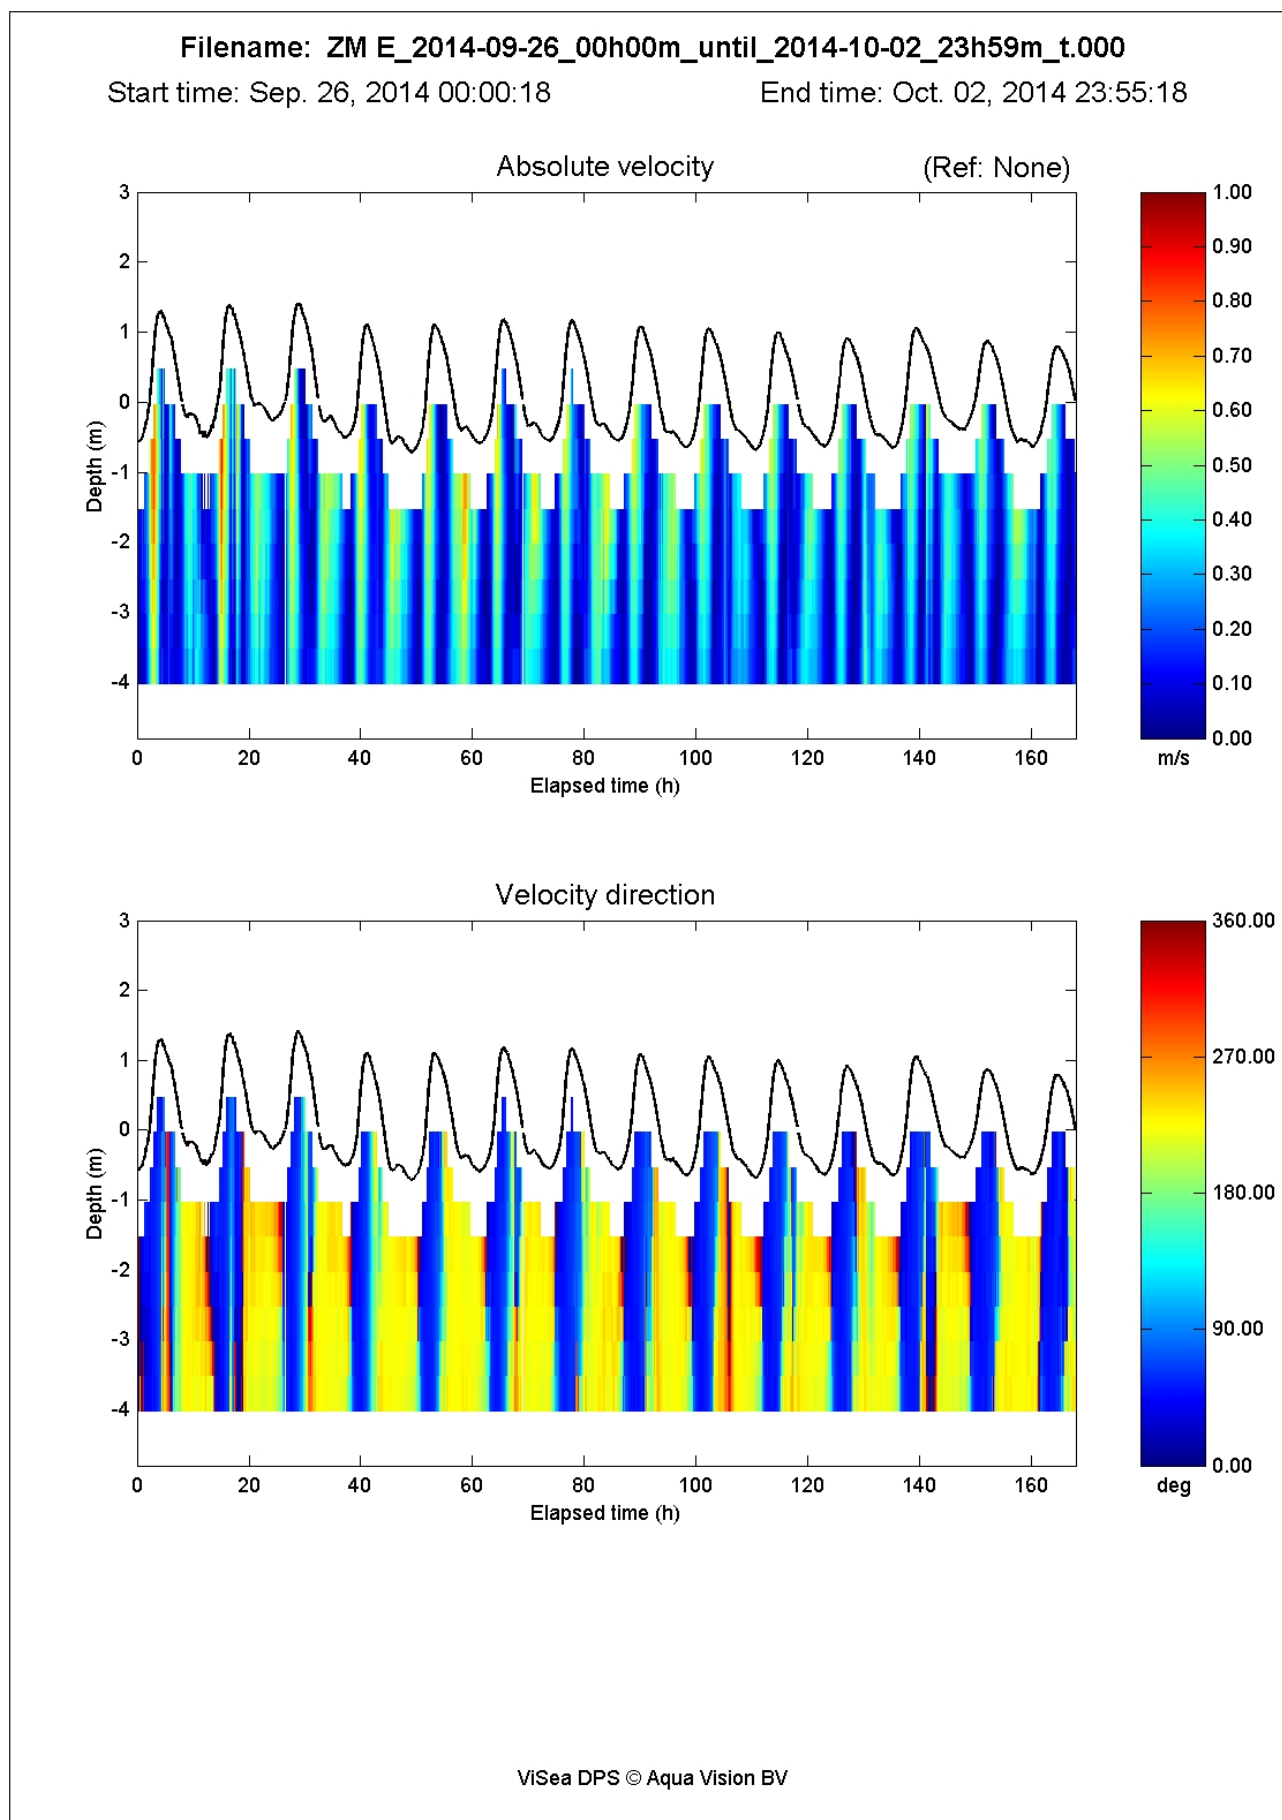 Filename: ZM E_2014-09-26_00h00m_until_2014-10-02_23h59m_t.000
Start time: Sep. 26, 2014 00:00:18 End time: Oct. 02, 2014 23:55:18
Absolute velocity (Ref: None)
3
2
1
0
-1
-2
-3
-4
Depth (m)
0 20 40 60 80 100 120 140 160
Elapsed time (h)
1.00
0.90
0.80
0.70
0.60
0.50
0.40
0.30
0.20
0.10
0.00
m/s
Velocity direction
3
2
1
0
-1
-2
-3
-4
Depth (m)
0 20 40 60 80 100 120 140 160
Elapsed time (h)
360.00
270.00
180.00
90.00
0.00
deg
ViSea DPS © Aqua Vision BV